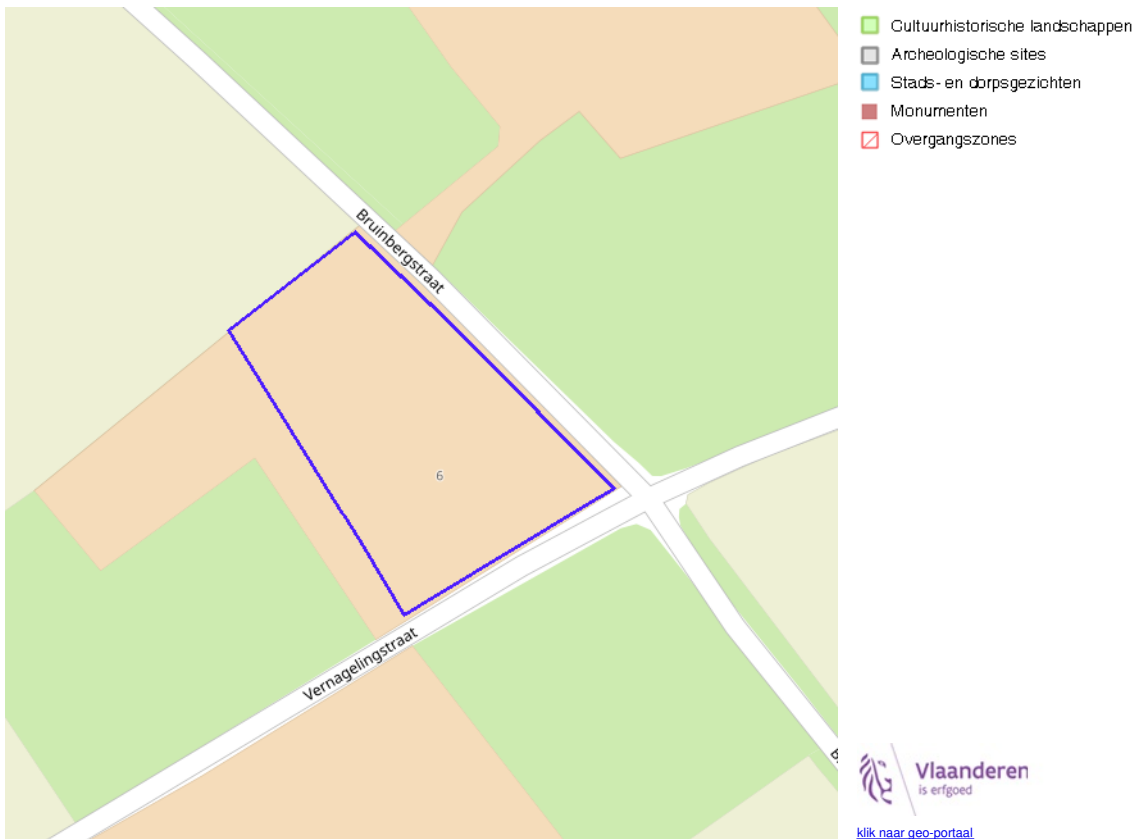 Cultuurhistorische landschappen
Archeologische sites
Stads- en dorpsgezichten
Monumenten
Overgangszones
Bruinbergstraat
6
Vernagelingstraat
Vlaanderen
is erfgoed
klik naar geo-portaal